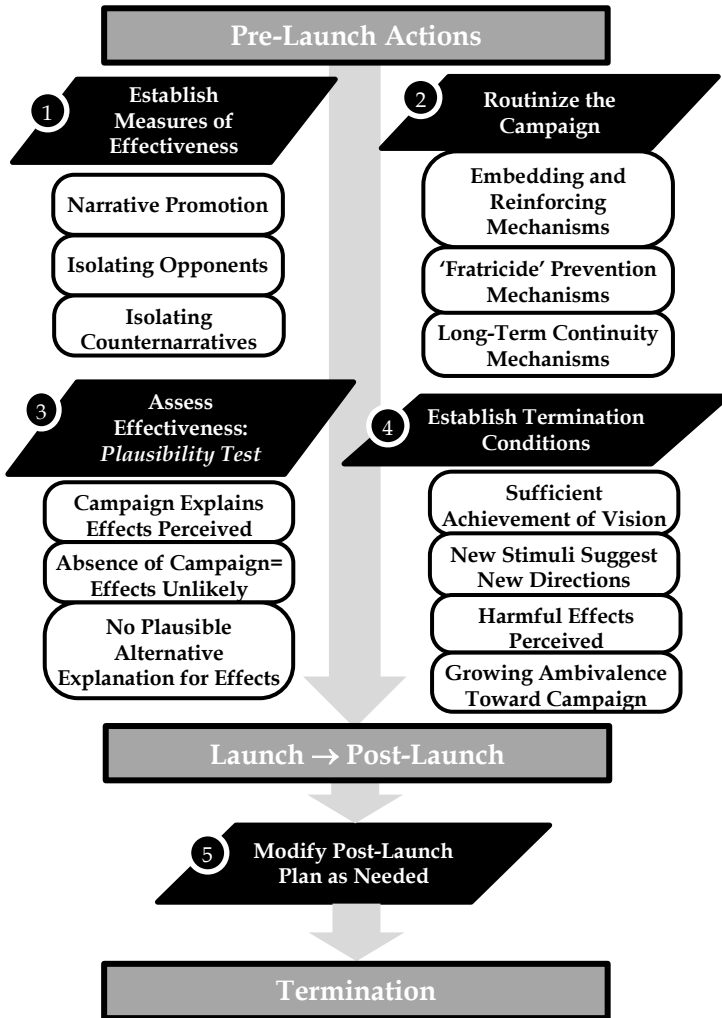 Pre-Launch Actions
1
Establish
Measures of
Effectiveness
Narrative Promotion
Isolating Opponents
Isolating
Counternarratives
2
Routinize the
Campaign
Embedding and
Reinforcing
Mechanisms
‘Fratricide’ Prevention
Mechanisms
Long-Term Continuity
Mechanisms
3
Assess
Effectiveness:
Plausibility Test
Campaign Explains
Effects Perceived
Absence of Campaign=
Effects Unlikely
No Plausible
Alternative
Explanation for Effects
4
Establish Termination
Conditions
Sufficient
Achievement of Vision
New Stimuli Suggest
New Directions
Harmful Effects
Perceived
Growing Ambivalence
Toward Campaign
Launch → Post-Launch
5
Modify Post-Launch
Plan as Needed
Termination